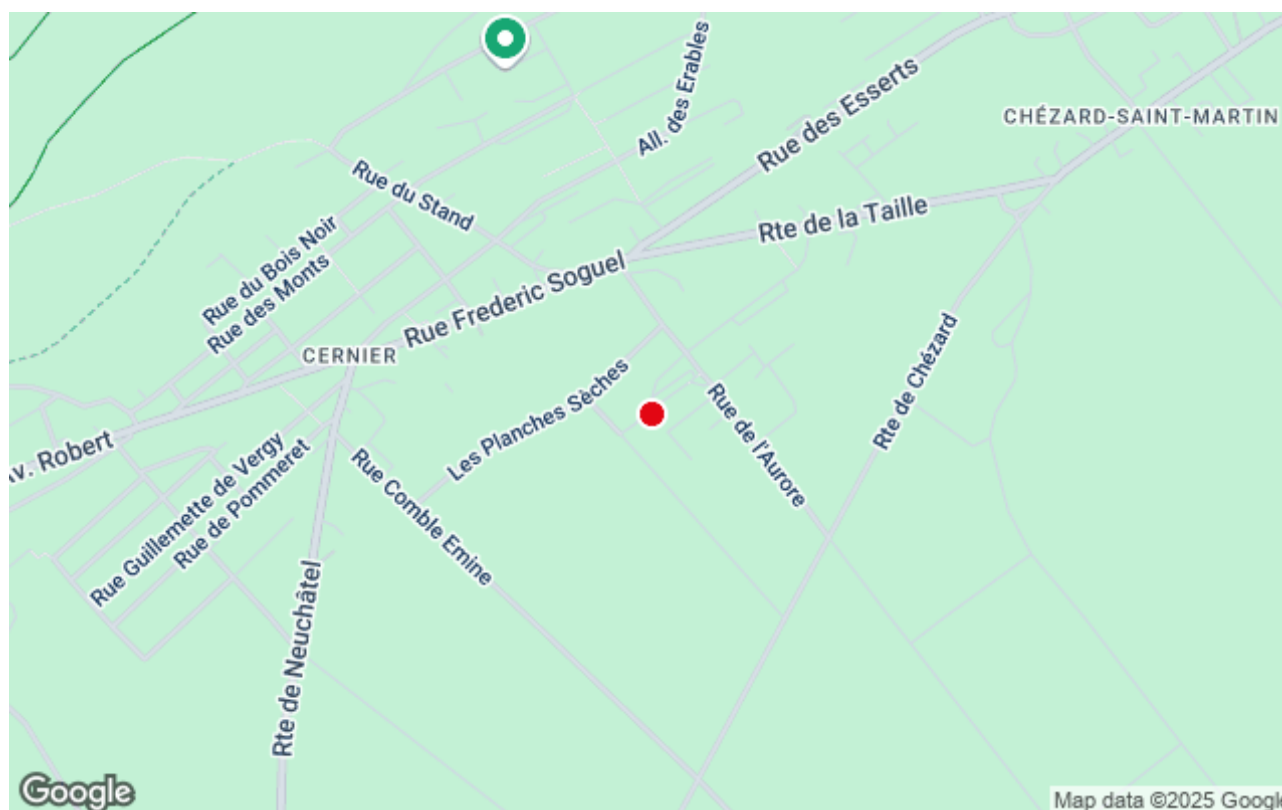 All. des Erables
Rue des Esserts
CHÉZARD-SAINT-MARTIN
Rue du Stand
Rte de la Taille
Rue du Bois Noir
Rue des Monts
Rue Frederic Soguel
CERNIER
Rte de Chézard
Les Planches Sèches
Rue de l'Aurore
Av. Robert
Rue Guillemette de Vergy
Rue de Pommeret
Rue Comble Emine
Rte de Neuchâtel
Google
Map data ©2025 Google